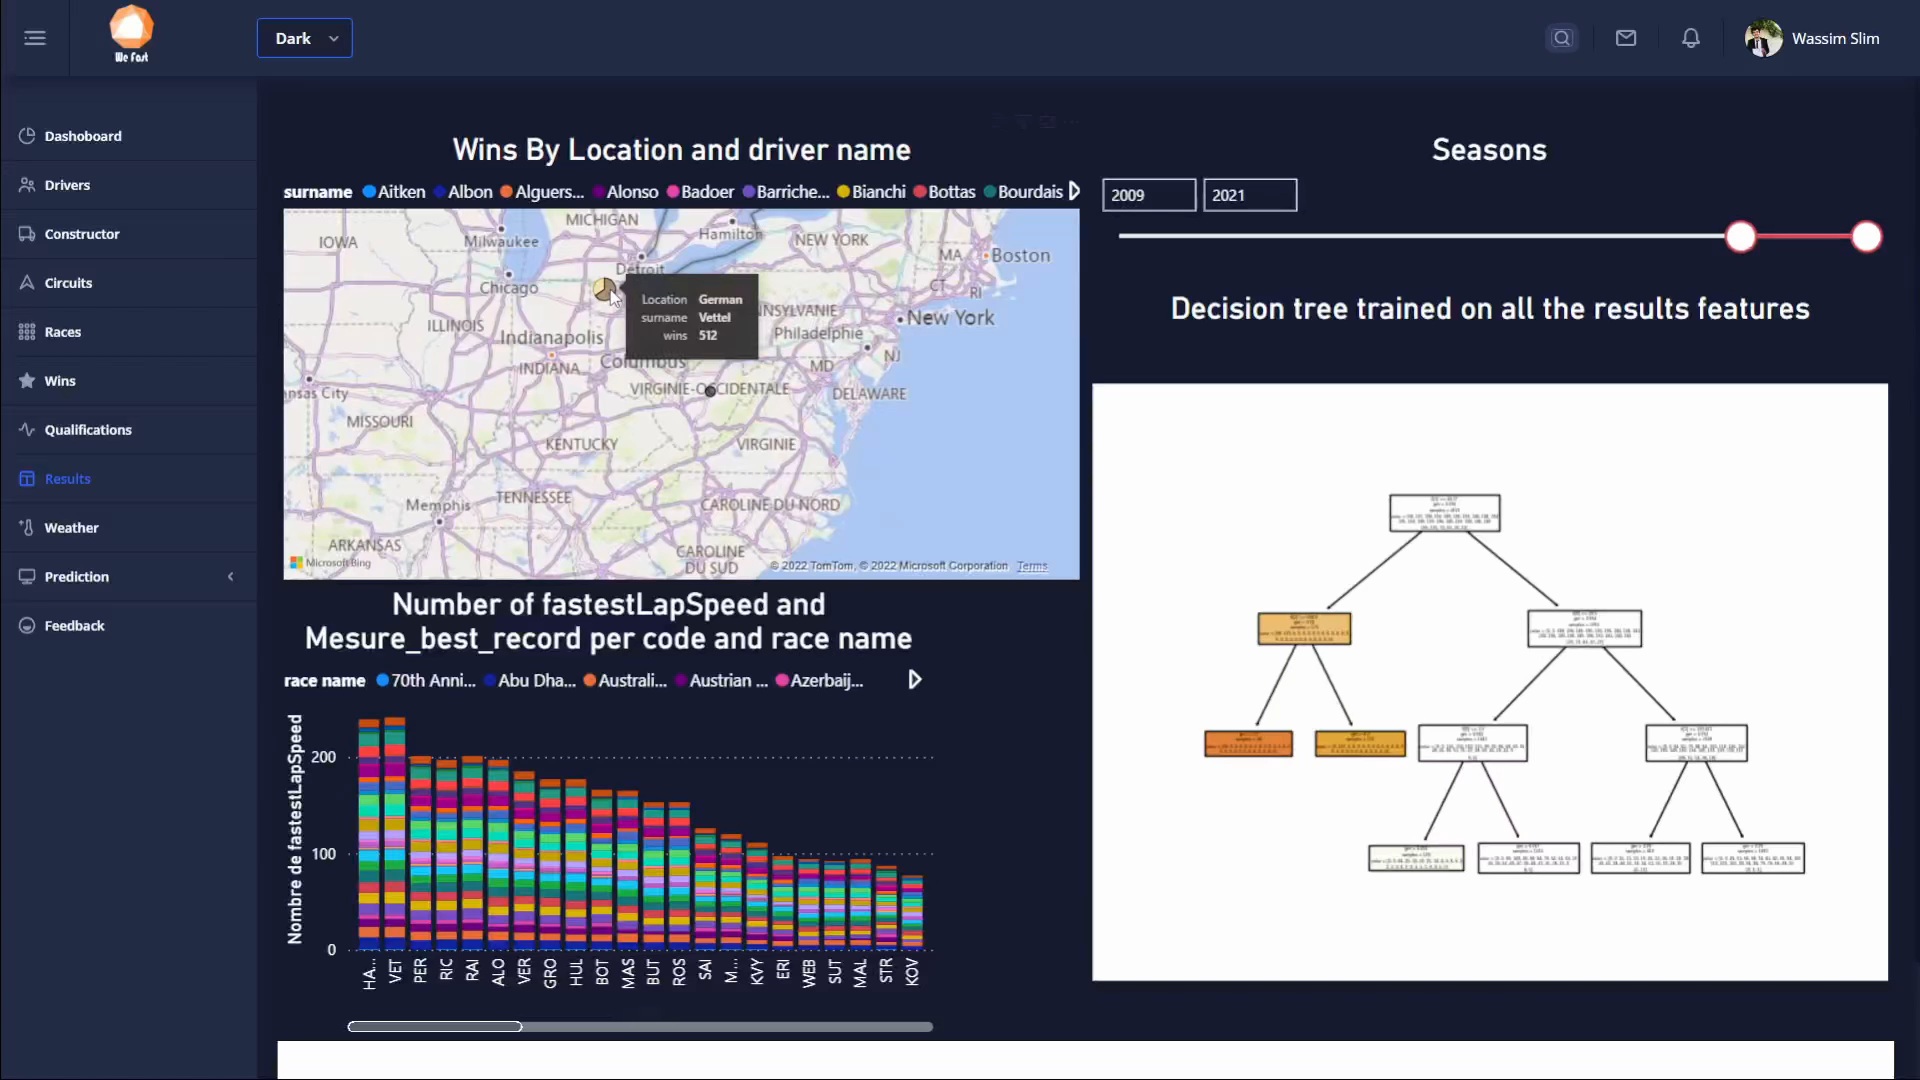 We Fast
Dark
Wassim Slim
Dashoboard
Drivers
Constructor
Circuits
Races
Wins
Qualifications
Results
Weather
Prediction
Feedback
Wins By Location and driver name
surname Aitken Albon Alguers... Alonso Badoer Barriche... Bianchi Bottas Bourdais
MICHIGAN
IOWA
Milwaukee
Hamilton
NEW YORK
MA
Boston
Detroit
Chicago
CT
RI
Location German
surname Vettel
wins 512
NSYLVANIE
New York
ILLINOIS
Indianapolis
Philadelphie
NJ
INDIANA
Columbus
MD
nsas City
VIRGINIE-OCCIDENTALE
DELAWARE
MISSOURI
KENTUCKY
VIRGINIE
TENNESSEE
Memphis
CAROLINE DU NORD
ARKANSAS
CAROLINE
DU SUD
Microsoft Bing
© 2022 TomTom, © 2022 Microsoft Corporation Terms
Number of fastestLapSpeed and
Mesure_best_record per code and race name
race name 70th Anni... Abu Dha... Australi... Austrian ... Azerbaij...
Nombre de fastestLapSpeed
200
100
0
HA... VET PER RIC RAI ALO VER GRO HUL BOT MAS BUT ROS SAI M... KVY ERI WEB SUT MAL STR KOV
Seasons
2009 2021
Decision tree trained on all the results features